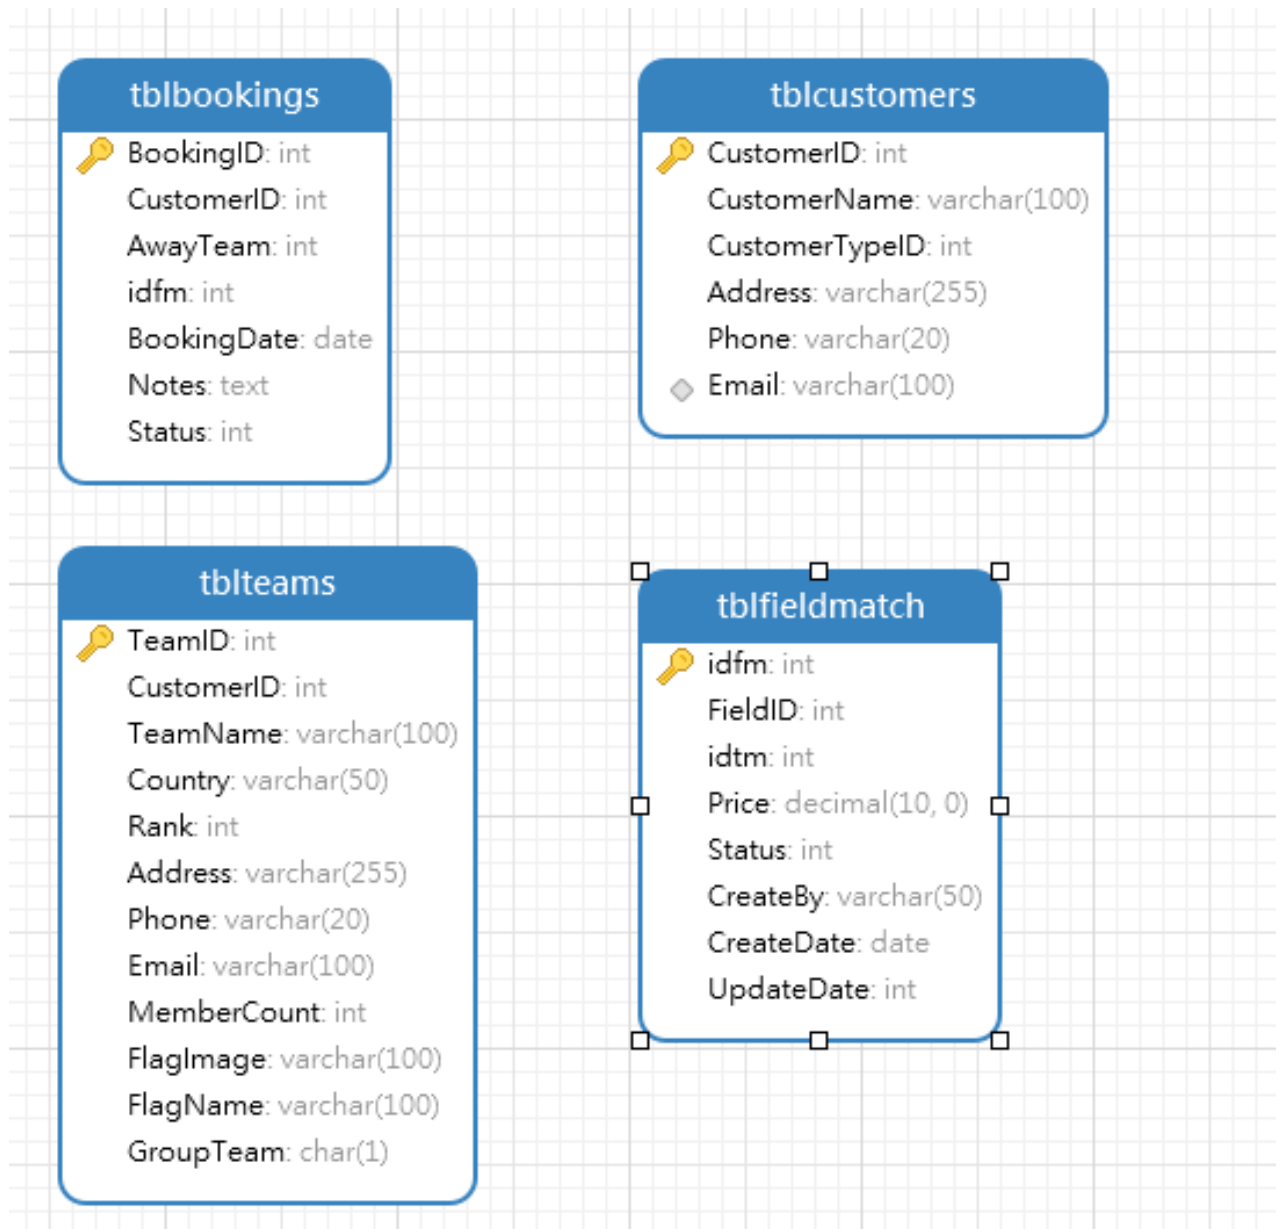 tblbookings
BookingID: int
CustomerID: int
AwayTeam: int
idfm: int
BookingDate: date
Notes: text
Status: int
tblcustomers
CustomerID: int
CustomerName: varchar(100)
CustomerTypeID: int
Address: varchar(255)
Phone: varchar(20)
Email: varchar(100)
tblteams
TeamID: int
CustomerID: int
TeamName: varchar(100)
Country: varchar(50)
Rank: int
Address: varchar(255)
Phone: varchar(20)
Email: varchar(100)
MemberCount: int
FlagImage: varchar(100)
FlagName: varchar(100)
GroupTeam: char(1)
tblfieldmatch
idfm: int
FieldID: int
idtm: int
Price: decimal(10, 0)
Status: int
CreateBy: varchar(50)
CreateDate: date
UpdateDate: int